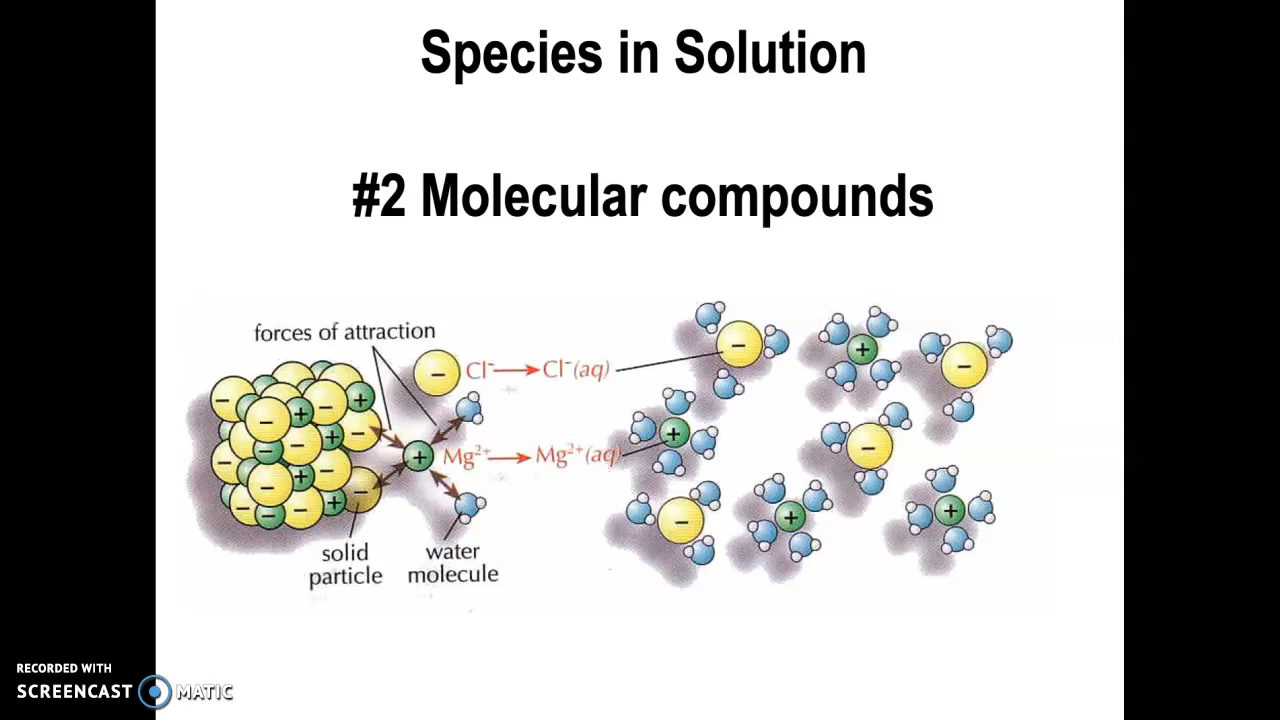 Species in Solution
#2 Molecular compounds
forces of attraction
Cl⁻ → Cl⁻(aq)
Mg²⁺ → Mg²⁺(aq)
solid particle
water molecule
RECORDED WITH
SCREENCAST MATIC